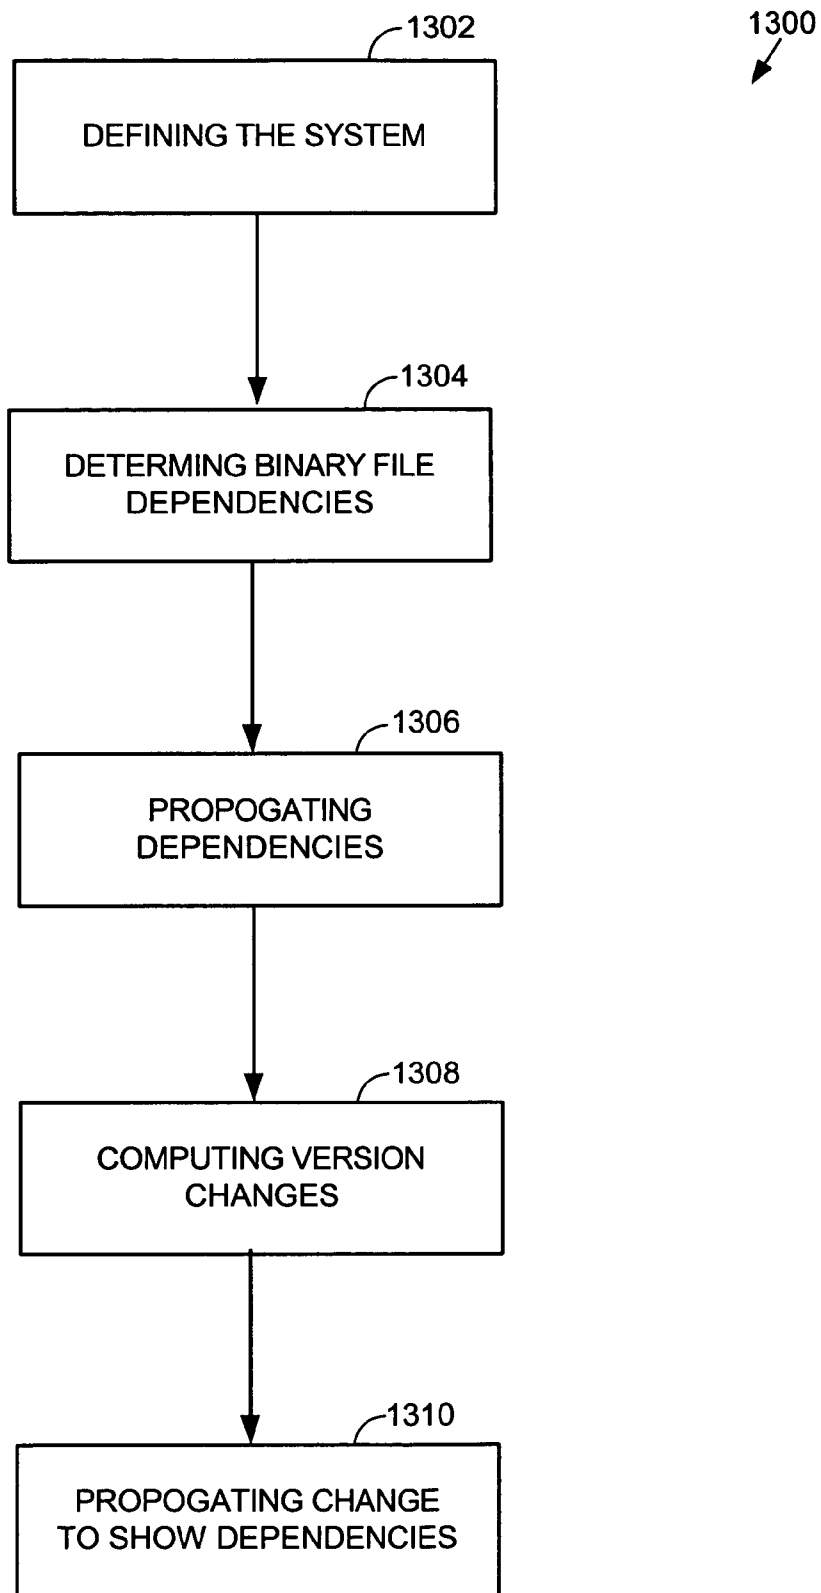 1302
1300
DEFINING THE SYSTEM
1304
DETERMING BINARY FILE
DEPENDENCIES
1306
PROPOGATING
DEPENDENCIES
1308
COMPUTING VERSION
CHANGES
1310
PROPOGATING CHANGE
TO SHOW DEPENDENCIES